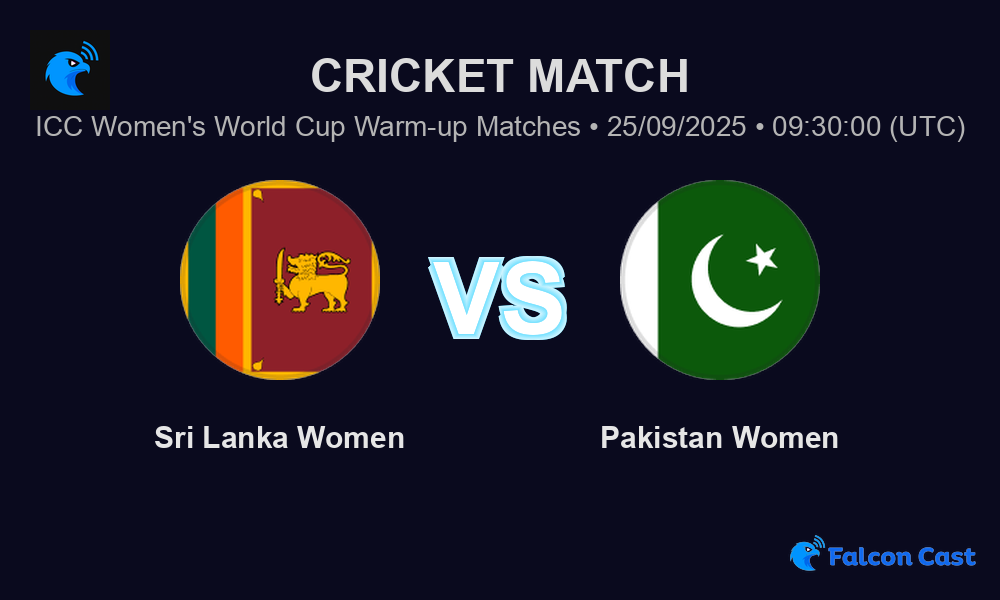 CRICKET MATCH
ICC Women's World Cup Warm-up Matches • 25/09/2025 • 09:30:00 (UTC)
VS
Sri Lanka Women
Pakistan Women
Falcon Cast